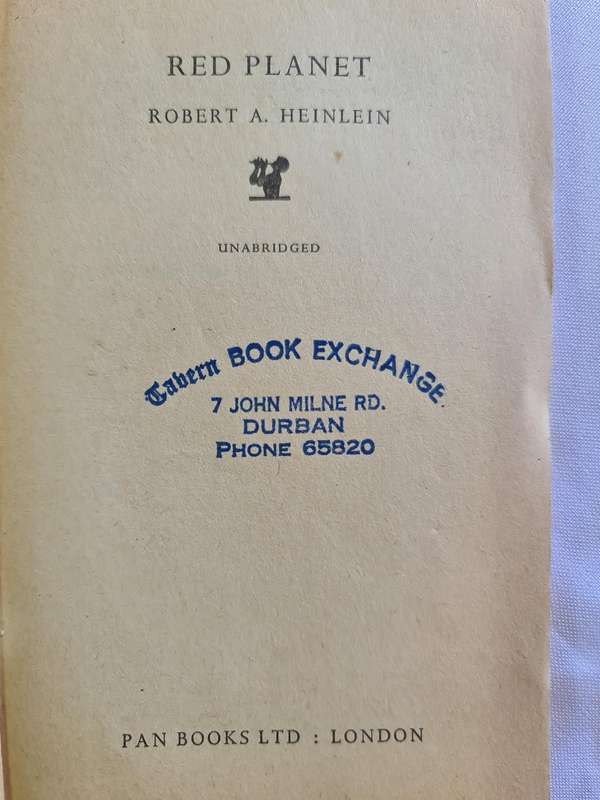 RED PLANET
ROBERT A. HEINLEIN
UNABRIDGED
Tavern BOOK EXCHANGE.
7 JOHN MILNE RD.
DURBAN
PHONE 65820
PAN BOOKS LTD : LONDON